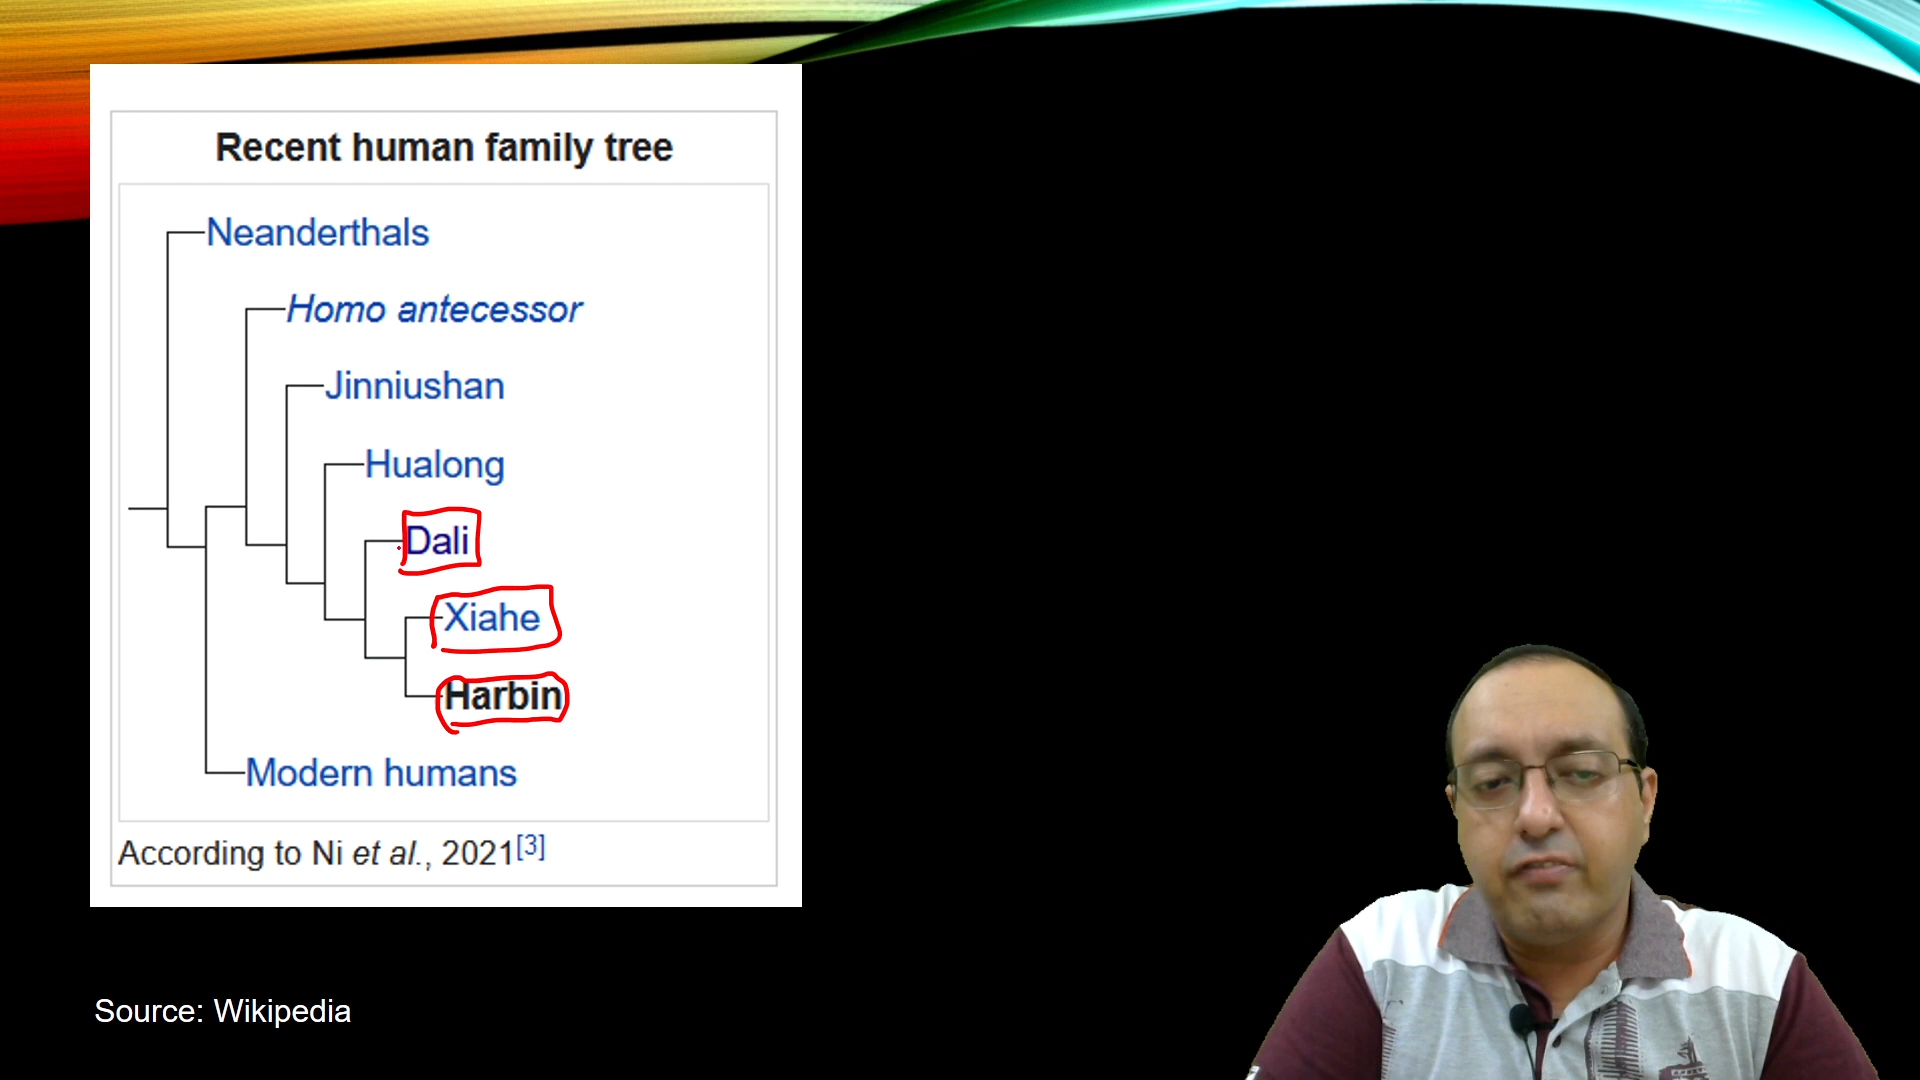 Recent human family tree
Neanderthals
Homo antecessor
Jinniushan
Hualong
Dali
Xiahe
Harbin
Modern humans
According to Ni et al., 2021[3]
Source: Wikipedia